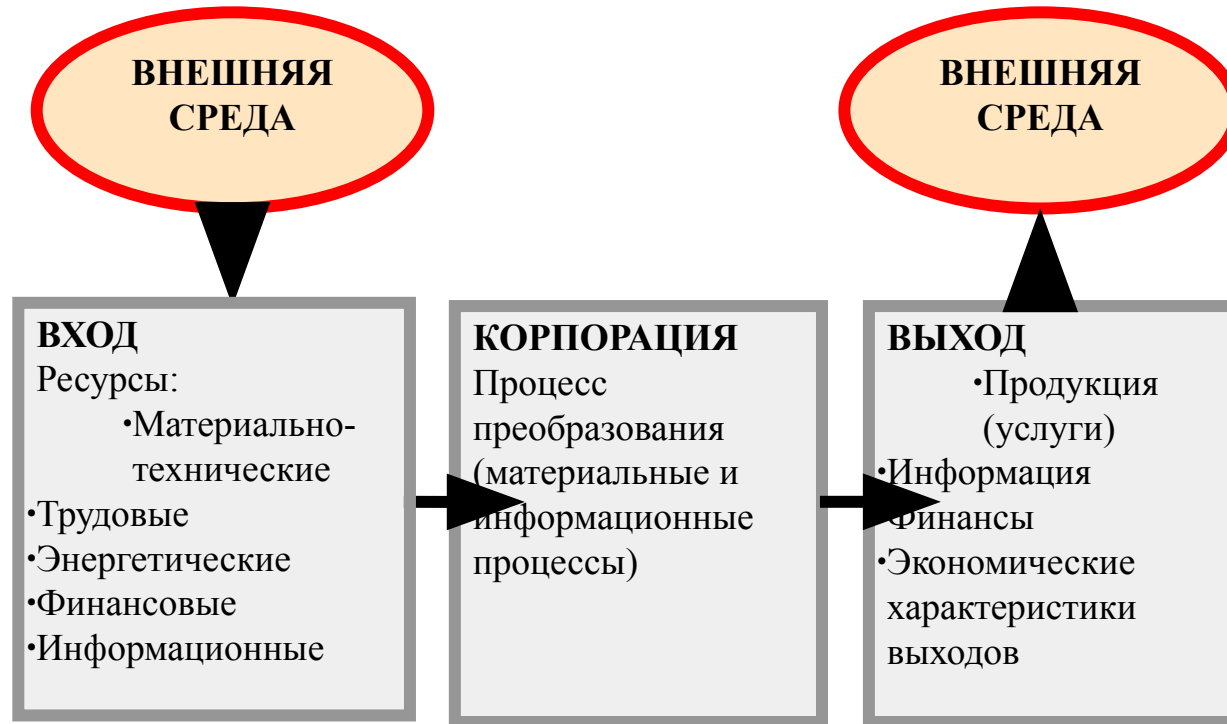 ВНЕШНЯЯ
СРЕДА
ВНЕШНЯЯ
СРЕДА
ВХОД
Ресурсы:
·Материально-
технические
·Трудовые
·Энергетические
·Финансовые
·Информационные
КОРПОРАЦИЯ
Процесс
преобразования
(материальные и
информационные
процессы)
ВЫХОД
·Продукция
(услуги)
·Информация
Финансы
·Экономические
характеристики
выходов